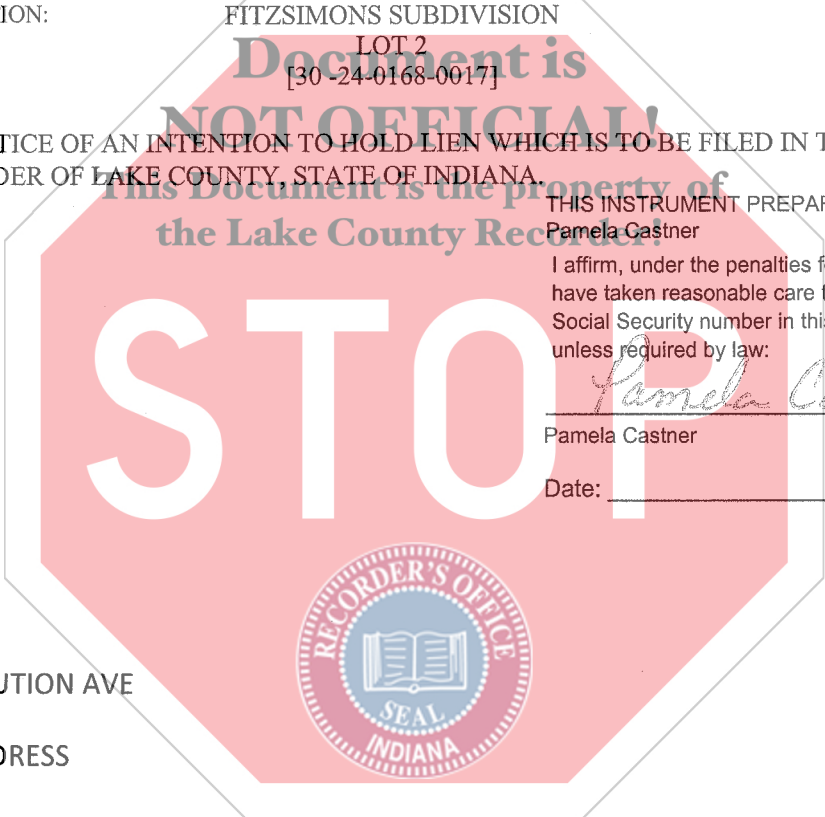 ION:
FITZSIMONS SUBDIVISION
LOT 2
[30 -24-0168-0017]
Document is
NOT OFFICIAL!
TICE OF AN INTENTION TO HOLD LIEN WHICH IS TO BE FILED IN T
DER OF LAKE COUNTY, STATE OF INDIANA.
This Document is the property of
the Lake County Recorder!
THIS INSTRUMENT PREPAR
Pamela Castner
I affirm, under the penalties f
have taken reasonable care t
Social Security number in this
unless required by law:
Pamela C
Pamela Castner
Date:
STOP
RECORDER'S OFFICE
SEAL
INDIANA
UTION AVE
DRESS